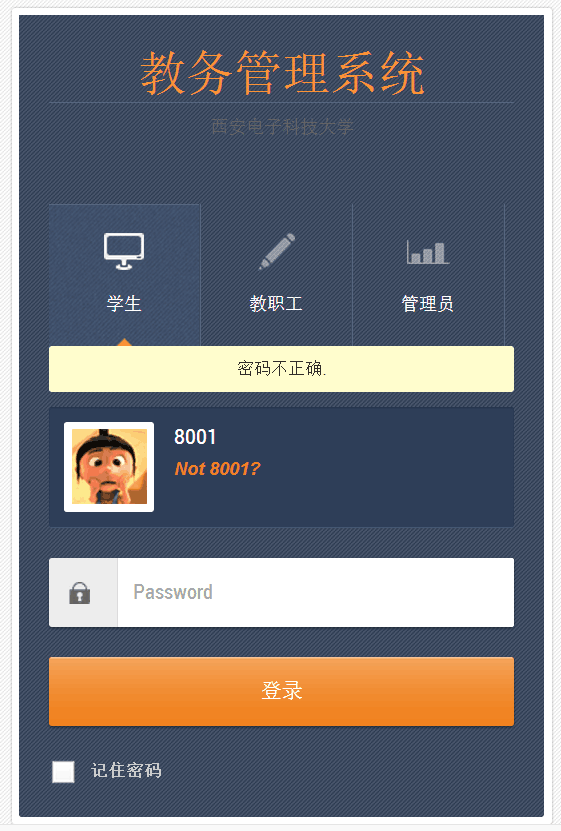 教务管理系统
西安电子科技大学
学生
教职工
管理员
密码不正确.
8001
Not 8001?
Password
登录
记住密码